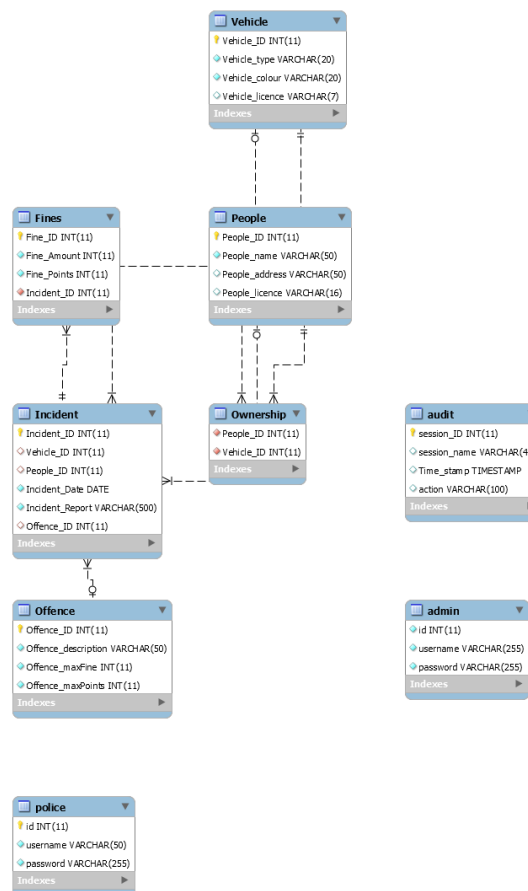 Vehicle
Vehicle_ID INT(11)
Vehicle_type VARCHAR(20)
Vehicle_colour VARCHAR(20)
Vehicle_licence VARCHAR(7)
Indexes
Fines
Fine_ID INT(11)
Fine_Amount INT(11)
Fine_Points INT(11)
Incident_ID INT(11)
Indexes
People
People_ID INT(11)
People_name VARCHAR(50)
People_address VARCHAR(50)
People_licence VARCHAR(16)
Indexes
Incident
Incident_ID INT(11)
Vehicle_ID INT(11)
People_ID INT(11)
Incident_Date DATE
Incident_Report VARCHAR(500)
Offence_ID INT(11)
Indexes
Ownership
People_ID INT(11)
Vehicle_ID INT(11)
Indexes
audit
session_ID INT(11)
session_name VARCHAR(4
Time_stamp TIMESTAMP
action VARCHAR(100)
Indexes
Offence
Offence_ID INT(11)
Offence_description VARCHAR(50)
Offence_maxFine INT(11)
Offence_maxPoints INT(11)
Indexes
admin
id INT(11)
username VARCHAR(255)
password VARCHAR(255)
Indexes
police
id INT(11)
username VARCHAR(50)
password VARCHAR(255)
Indexes